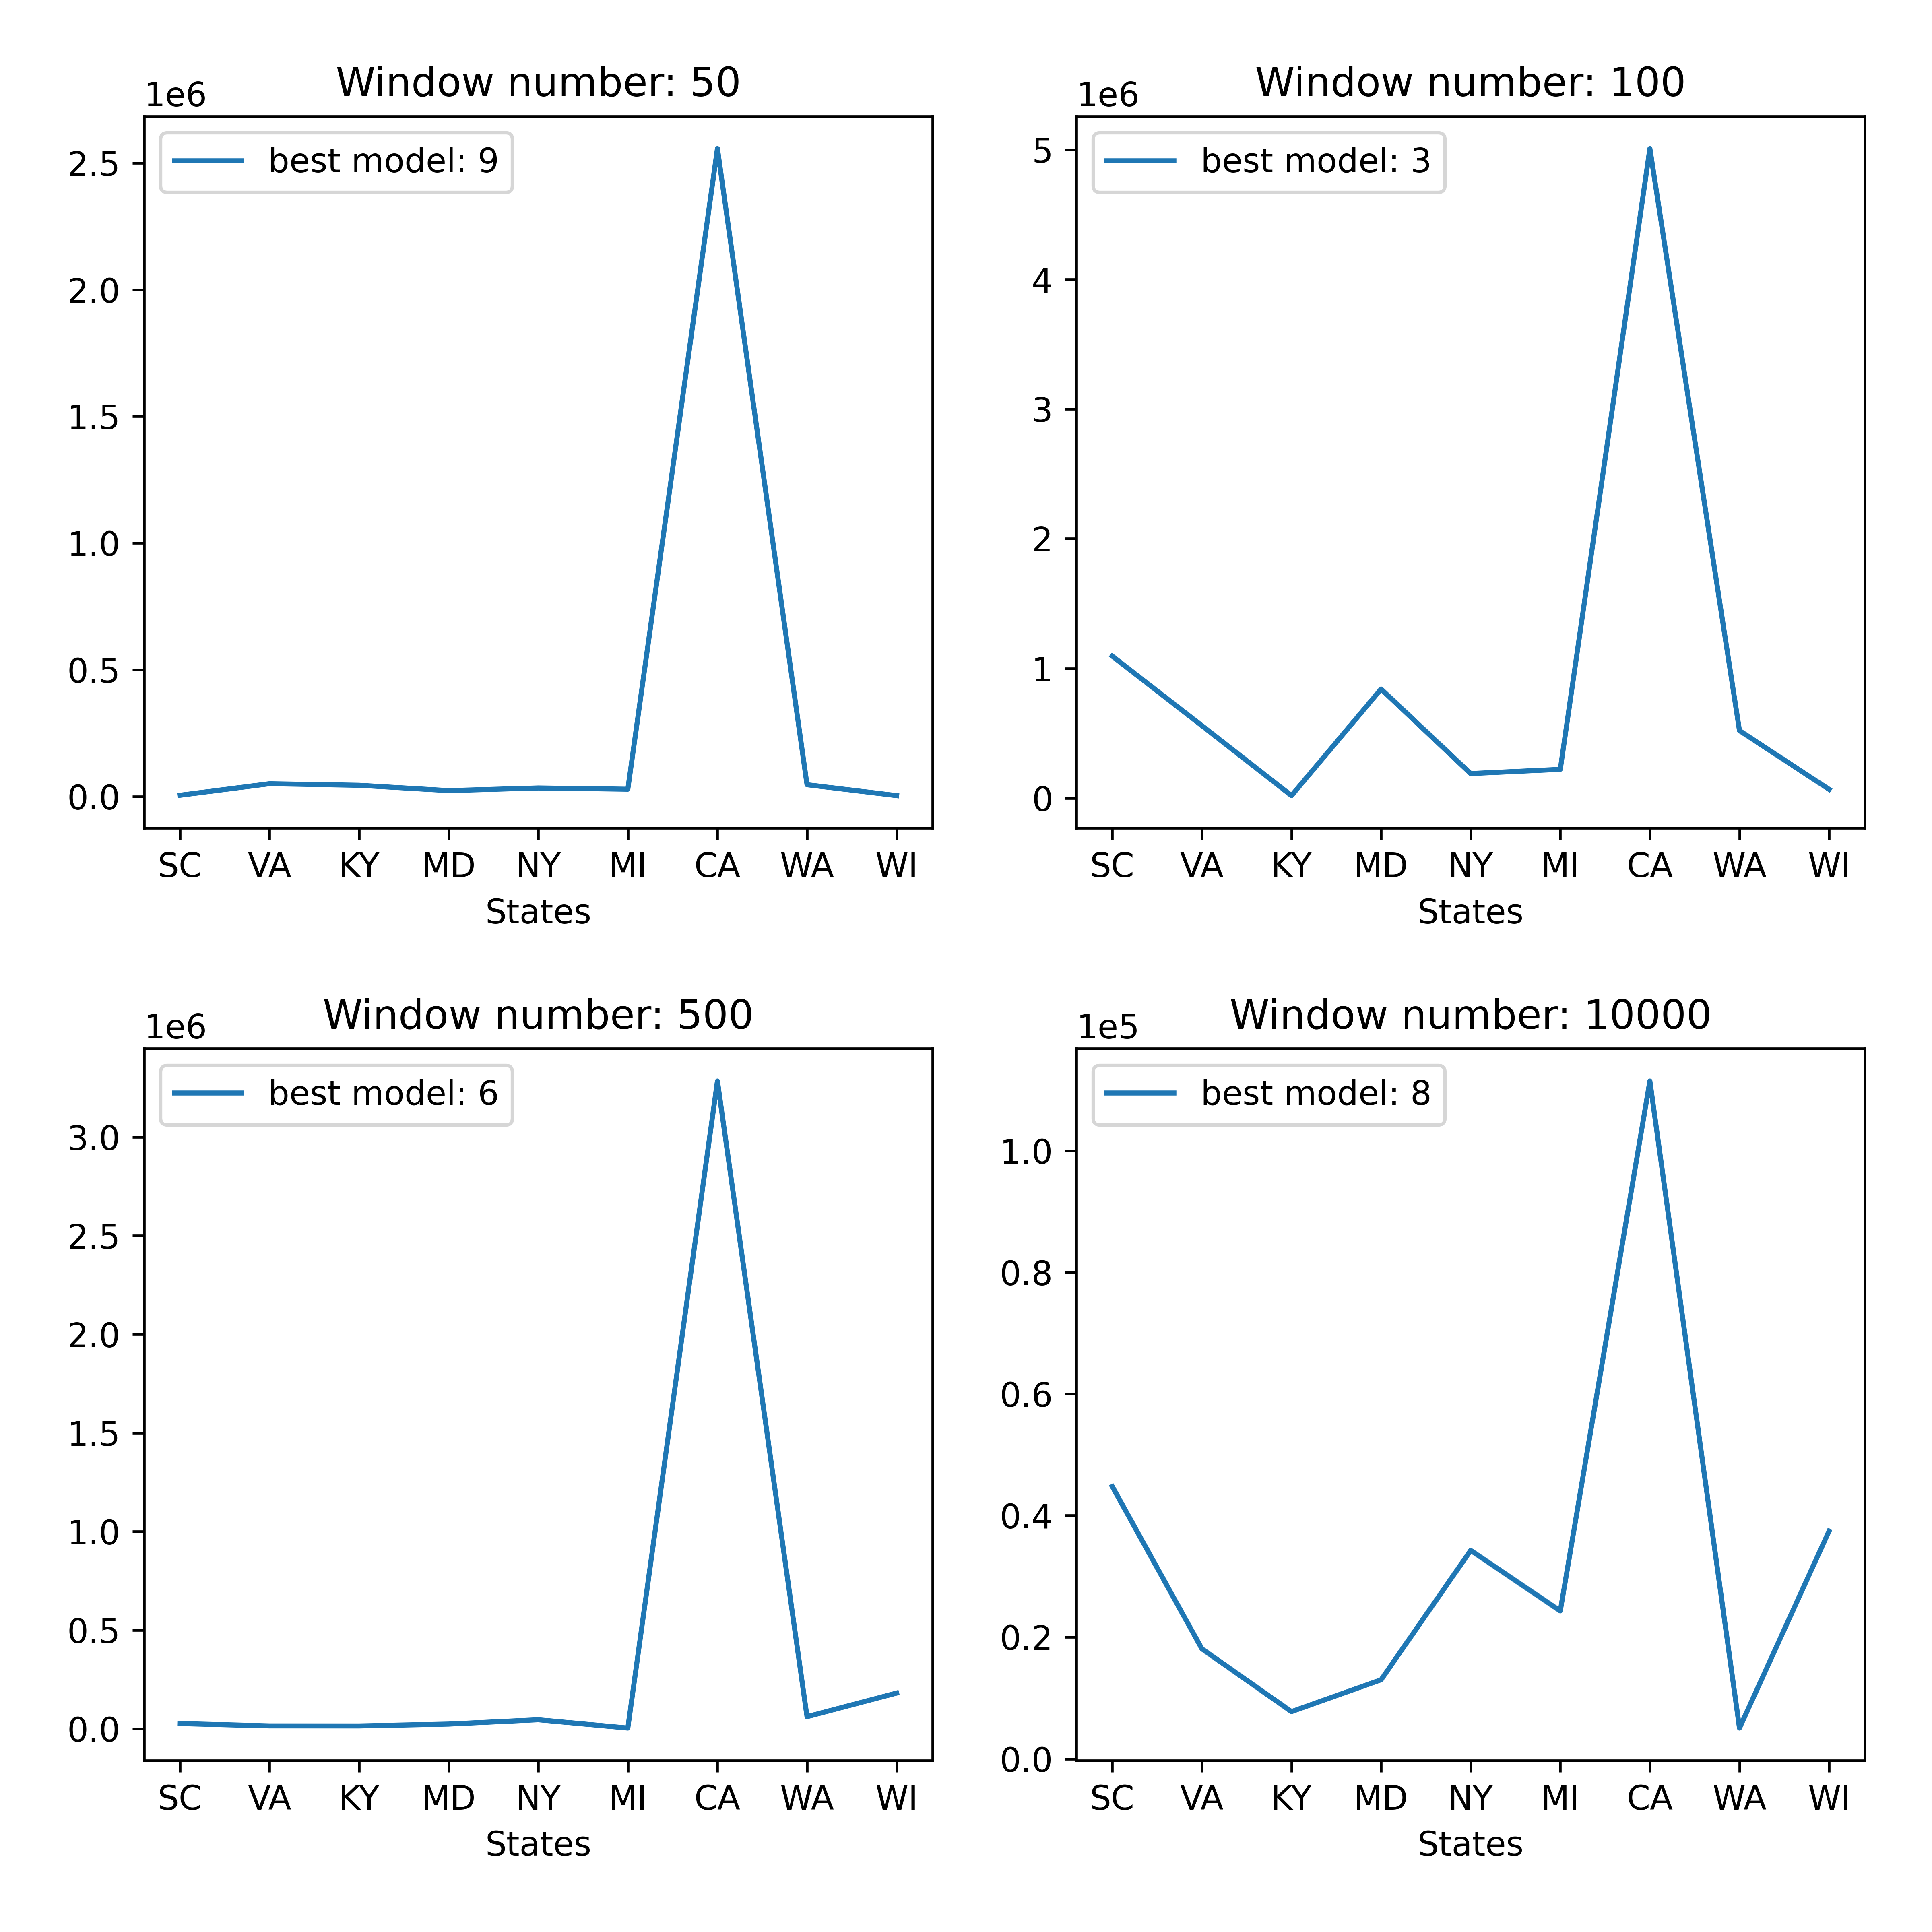 Window number: 50
1e6
best model: 9
2.5
2.0
1.5
1.0
0.5
0.0
SC VA KY MD NY MI CA WA WI
States
Window number: 100
1e6
best model: 3
5
4
3
2
1
0
SC VA KY MD NY MI CA WA WI
States
Window number: 500
1e6
best model: 6
3.0
2.5
2.0
1.5
1.0
0.5
0.0
SC VA KY MD NY MI CA WA WI
States
Window number: 10000
1e5
best model: 8
1.0
0.8
0.6
0.4
0.2
0.0
SC VA KY MD NY MI CA WA WI
States